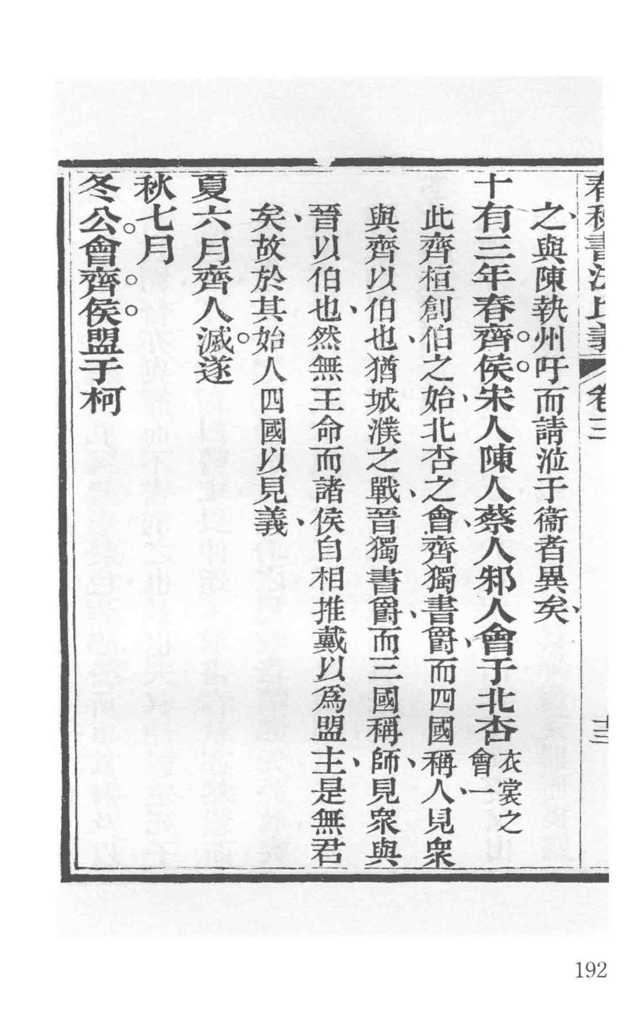 春秋書法比義 卷三 十三
之與陳執州吁而請涖于衞者異矣
十有三年春齊侯宋人陳人蔡人邾人會于北杏衣裳之會一
此齊桓創伯之始北杏之會齊獨書爵而四國稱人見衆
與齊以伯也猶城濮之戰晉獨書爵而三國稱師見衆與
晉以伯也然無王命而諸侯自相推戴以爲盟主是無君
矣故於其始人四國以見義
夏六月齊人滅遂
秋七月
冬公會齊侯盟于柯
192